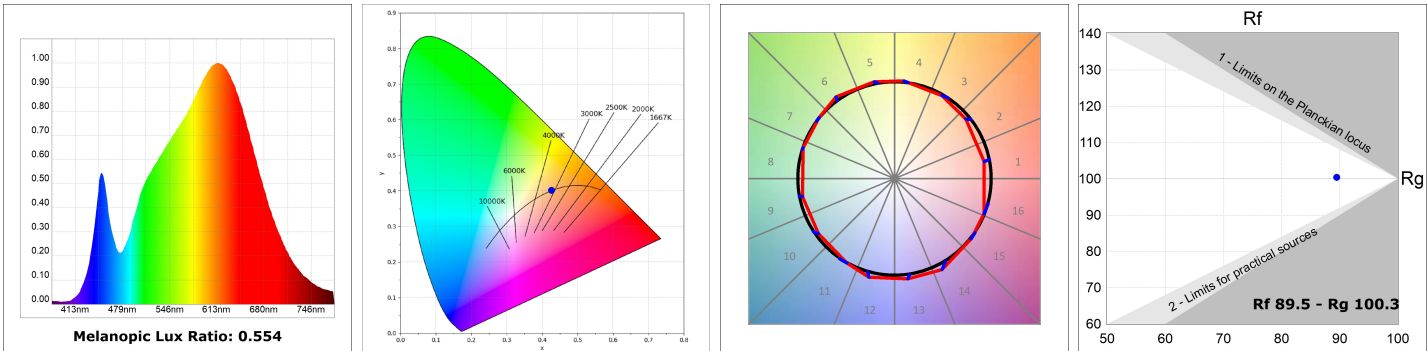 1.00
0.90
0.80
0.70
0.60
0.50
0.40
0.30
0.20
0.10
0.00
413nm 479nm 546nm 613nm 680nm 746nm
Melanopic Lux Ratio: 0.554
0.9
0.8
0.7
0.6
0.5
0.4
0.3
0.2
0.1
0.0
y
1667K
2000K
2500K
3000K
4000K
6000K
10000K
0.0 0.1 0.2 0.3 0.4 0.5 0.6 0.7 0.8
x
1
2
3
4
5
6
7
8
9
10
11
12
13
14
15
16
Rf
140
130
120
110
100
90
80
70
60
1 - Limits on the Planckian locus
Rg
2 - Limits for practical sources
Rf 89.5 - Rg 100.3
50 60 70 80 90 100